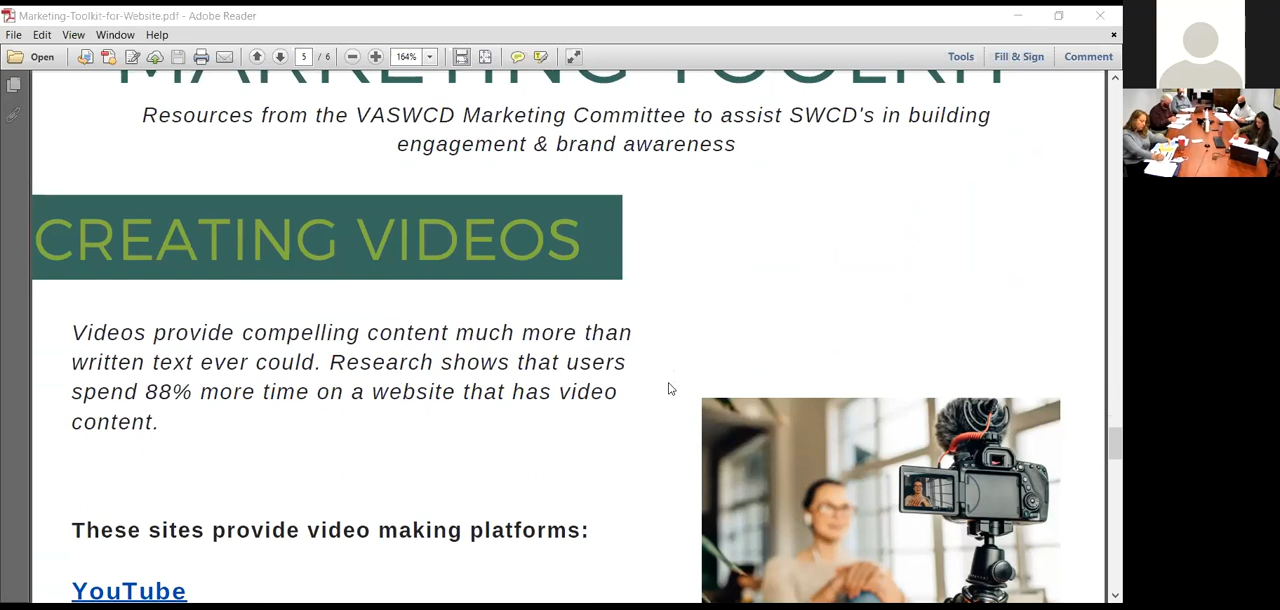 Marketing-Toolkit-for-Website.pdf - Adobe Reader
File Edit View Window Help
Open 5 / 6 164% Tools Fill & Sign Comment
MARKETING TOOLKIT
Resources from the VASWCD Marketing Committee to assist SWCD's in building
engagement & brand awareness
CREATING VIDEOS
Videos provide compelling content much more than
written text ever could. Research shows that users
spend 88% more time on a website that has video
content.
These sites provide video making platforms:
YouTube